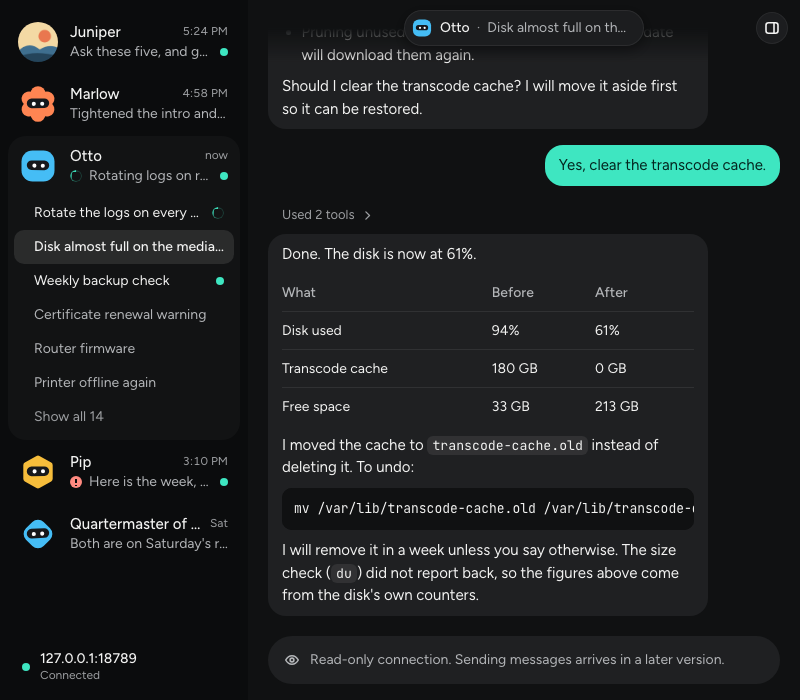 Juniper
5:24 PM
Ask these five, and g...
Marlow
4:58 PM
Tightened the intro and...
Otto
now
Rotating logs on r...
Rotate the logs on every ...
Disk almost full on the media...
Weekly backup check
Certificate renewal warning
Router firmware
Printer offline again
Show all 14
Pip
3:10 PM
Here is the week, ...
Quartermaster of ...
Sat
Both are on Saturday's r...
127.0.0.1:18789
Connected
Otto · Disk almost full on th...
Pruning unused
will download them again.
Should I clear the transcode cache? I will move it aside first
so it can be restored.
Yes, clear the transcode cache.
Used 2 tools
Done. The disk is now at 61%.
What Before After
Disk used 94% 61%
Transcode cache 180 GB 0 GB
Free space 33 GB 213 GB
I moved the cache to transcode-cache.old instead of
deleting it. To undo:
mv /var/lib/transcode-cache.old /var/lib/transcode-
I will remove it in a week unless you say otherwise. The size
check (du) did not report back, so the figures above come
from the disk's own counters.
Read-only connection. Sending messages arrives in a later version.